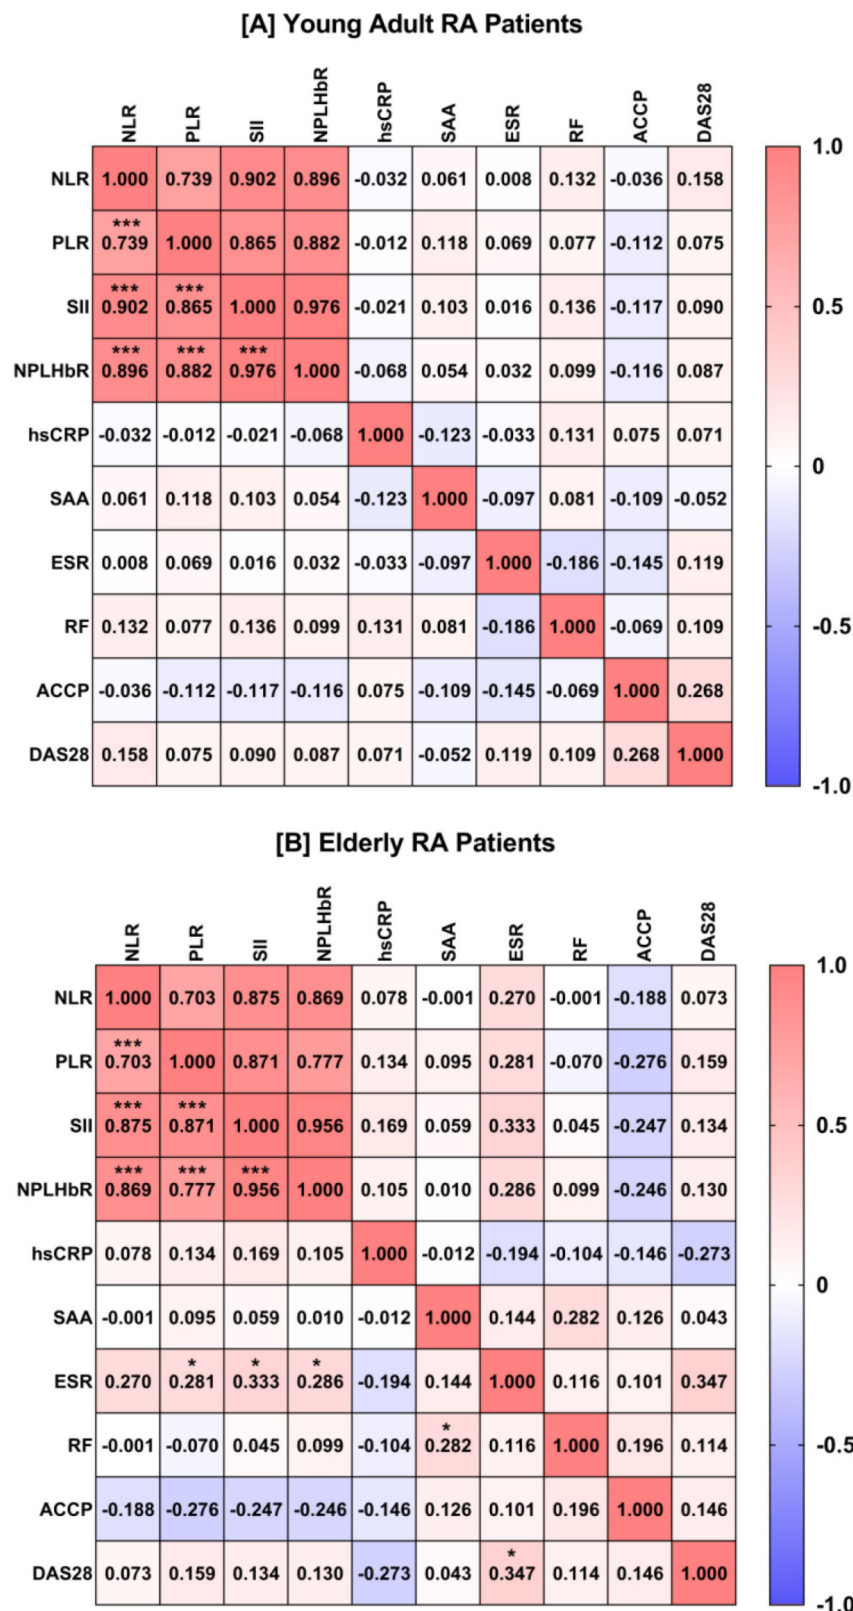 [A] Young Adult RA Patients
NLR PLR SII NPLHbR hsCRP SAA ESR RF ACCP DAS28
NLR 1.000 0.739 0.902 0.896 -0.032 0.061 0.008 0.132 -0.036 0.158
***
PLR 0.739 1.000 0.865 0.882 -0.012 0.118 0.069 0.077 -0.112 0.075
*** ***
SII 0.902 0.865 1.000 0.976 -0.021 0.103 0.016 0.136 -0.117 0.090
*** *** ***
NPLHbR 0.896 0.882 0.976 1.000 -0.068 0.054 0.032 0.099 -0.116 0.087
hsCRP -0.032 -0.012 -0.021 -0.068 1.000 -0.123 -0.033 0.131 0.075 0.071
SAA 0.061 0.118 0.103 0.054 -0.123 1.000 -0.097 0.081 -0.109 -0.052
ESR 0.008 0.069 0.016 0.032 -0.033 -0.097 1.000 -0.186 -0.145 0.119
RF 0.132 0.077 0.136 0.099 0.131 0.081 -0.186 1.000 -0.069 0.109
ACCP -0.036 -0.112 -0.117 -0.116 0.075 -0.109 -0.145 -0.069 1.000 0.268
DAS28 0.158 0.075 0.090 0.087 0.071 -0.052 0.119 0.109 0.268 1.000
1.0
0.5
0
-0.5
-1.0
[B] Elderly RA Patients
NLR PLR SII NPLHbR hsCRP SAA ESR RF ACCP DAS28
NLR 1.000 0.703 0.875 0.869 0.078 -0.001 0.270 -0.001 -0.188 0.073
***
PLR 0.703 1.000 0.871 0.777 0.134 0.095 0.281 -0.070 -0.276 0.159
*** ***
SII 0.875 0.871 1.000 0.956 0.169 0.059 0.333 0.045 -0.247 0.134
*** *** ***
NPLHbR 0.869 0.777 0.956 1.000 0.105 0.010 0.286 0.099 -0.246 0.130
hsCRP 0.078 0.134 0.169 0.105 1.000 -0.012 -0.194 -0.104 -0.146 -0.273
SAA -0.001 0.095 0.059 0.010 -0.012 1.000 0.144 0.282 0.126 0.043
* * *
ESR 0.270 0.281 0.333 0.286 -0.194 0.144 1.000 0.116 0.101 0.347
*
RF -0.001 -0.070 0.045 0.099 -0.104 0.282 0.116 1.000 0.196 0.114
ACCP -0.188 -0.276 -0.247 -0.246 -0.146 0.126 0.101 0.196 1.000 0.146
*
DAS28 0.073 0.159 0.134 0.130 -0.273 0.043 0.347 0.114 0.146 1.000
1.0
0.5
0
-0.5
-1.0